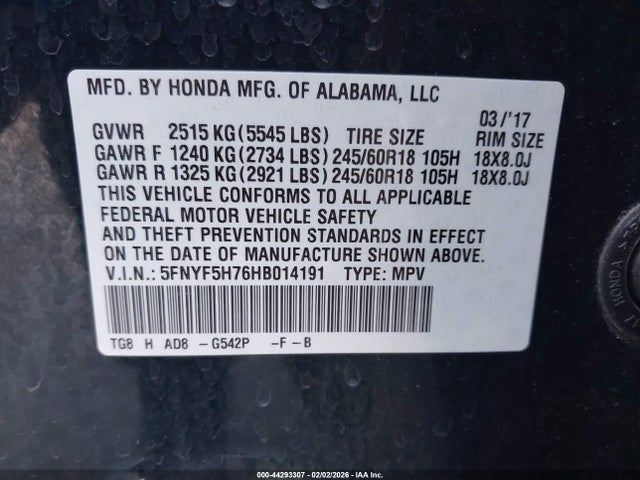 MFD. BY HONDA MFG. OF ALABAMA, LLC
03/'17
GVWR 2515 KG(5545 LBS) TIRE SIZE RIM SIZE
GAWR F 1240 KG(2734 LBS) 245/60R18 105H 18X8.0J
GAWR R 1325 KG(2921 LBS) 245/60R18 105H 18X8.0J
THIS VEHICLE CONFORMS TO ALL APPLICABLE
FEDERAL MOTOR VEHICLE SAFETY
AND THEFT PREVENTION STANDARDS IN EFFECT
ON THE DATE OF MANUFACTURE SHOWN ABOVE.
V.I.N.: 5FNYF5H76HB014191 TYPE: MPV
TG8 H AD8 - G542P -F-B
HONDA
000-44293307 - 02/02/2026 - IAA Inc.